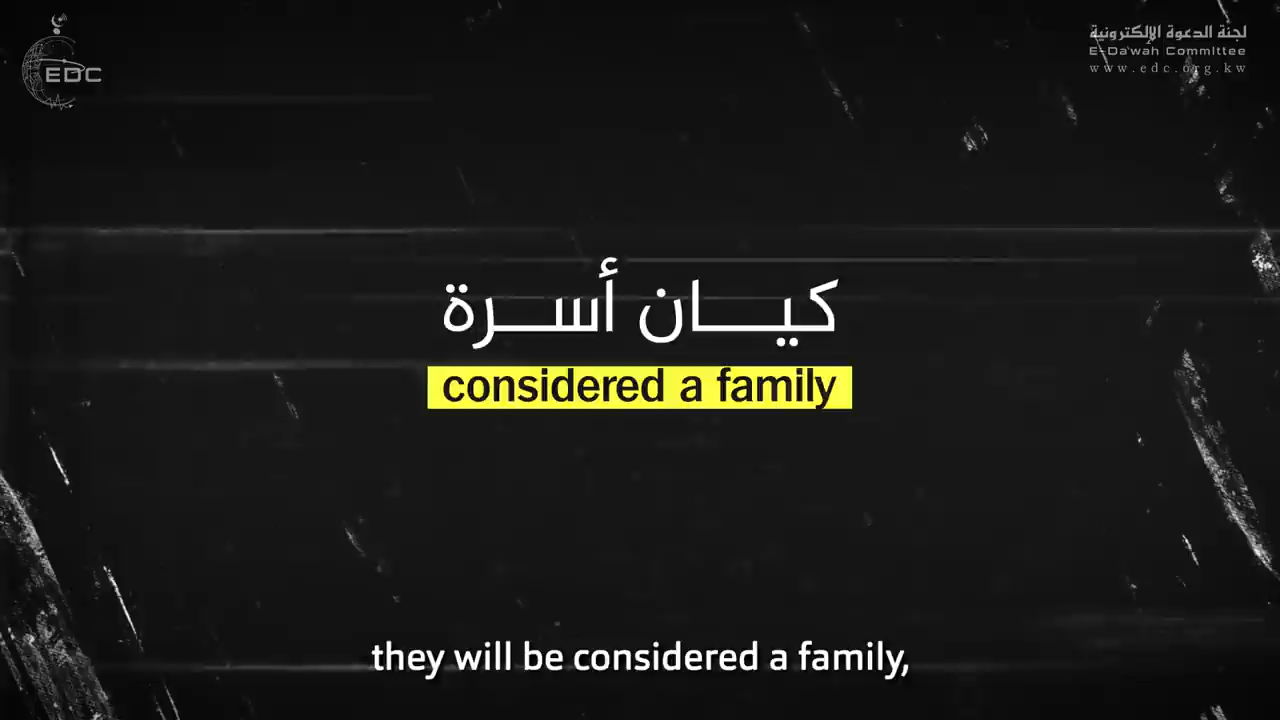 EDC
لجنة الدعوة الإلكترونية
E-Da'wah Committee
www.edc.org.kw
كيـــان أســـرة
considered a family
they will be considered a family,